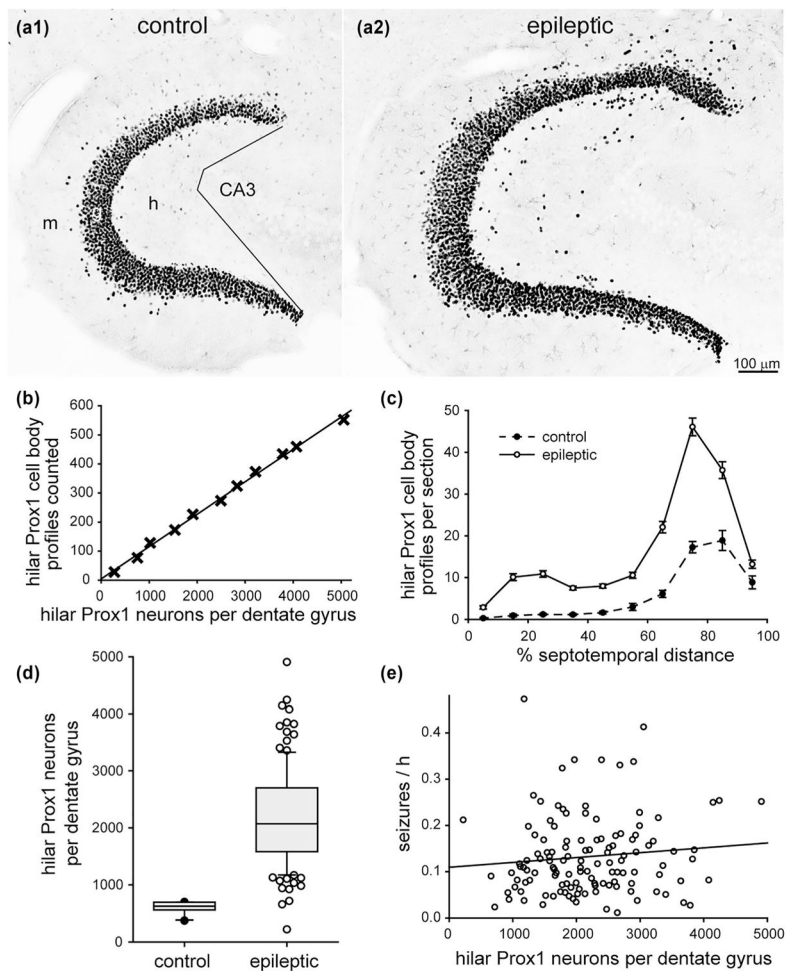 (a1) control
(a2) epileptic
m
h
CA3
100 μm
(b)
hilar Prox1 cell body
profiles counted
600
500
400
300
200
100
0
0 1000 2000 3000 4000 5000
hilar Prox1 neurons per dentate gyrus
(c)
hilar Prox1 cell body
profiles per section
50
40
30
20
10
0
control
epileptic
0 20 40 60 80 100
% septotemporal distance
(d)
hilar Prox1 neurons
per dentate gyrus
5000
4000
3000
2000
1000
0
control epileptic
(e)
seizures / h
0.4
0.3
0.2
0.1
0.0
0 1000 2000 3000 4000 5000
hilar Prox1 neurons per dentate gyrus